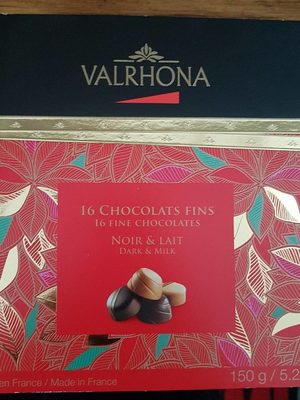 VALRHONA
16 CHOCOLATS FINS
16 FINE CHOCOLATES
NOIR & LAIT
DARK & MILK
en France / Made in France
150 g / 5.2